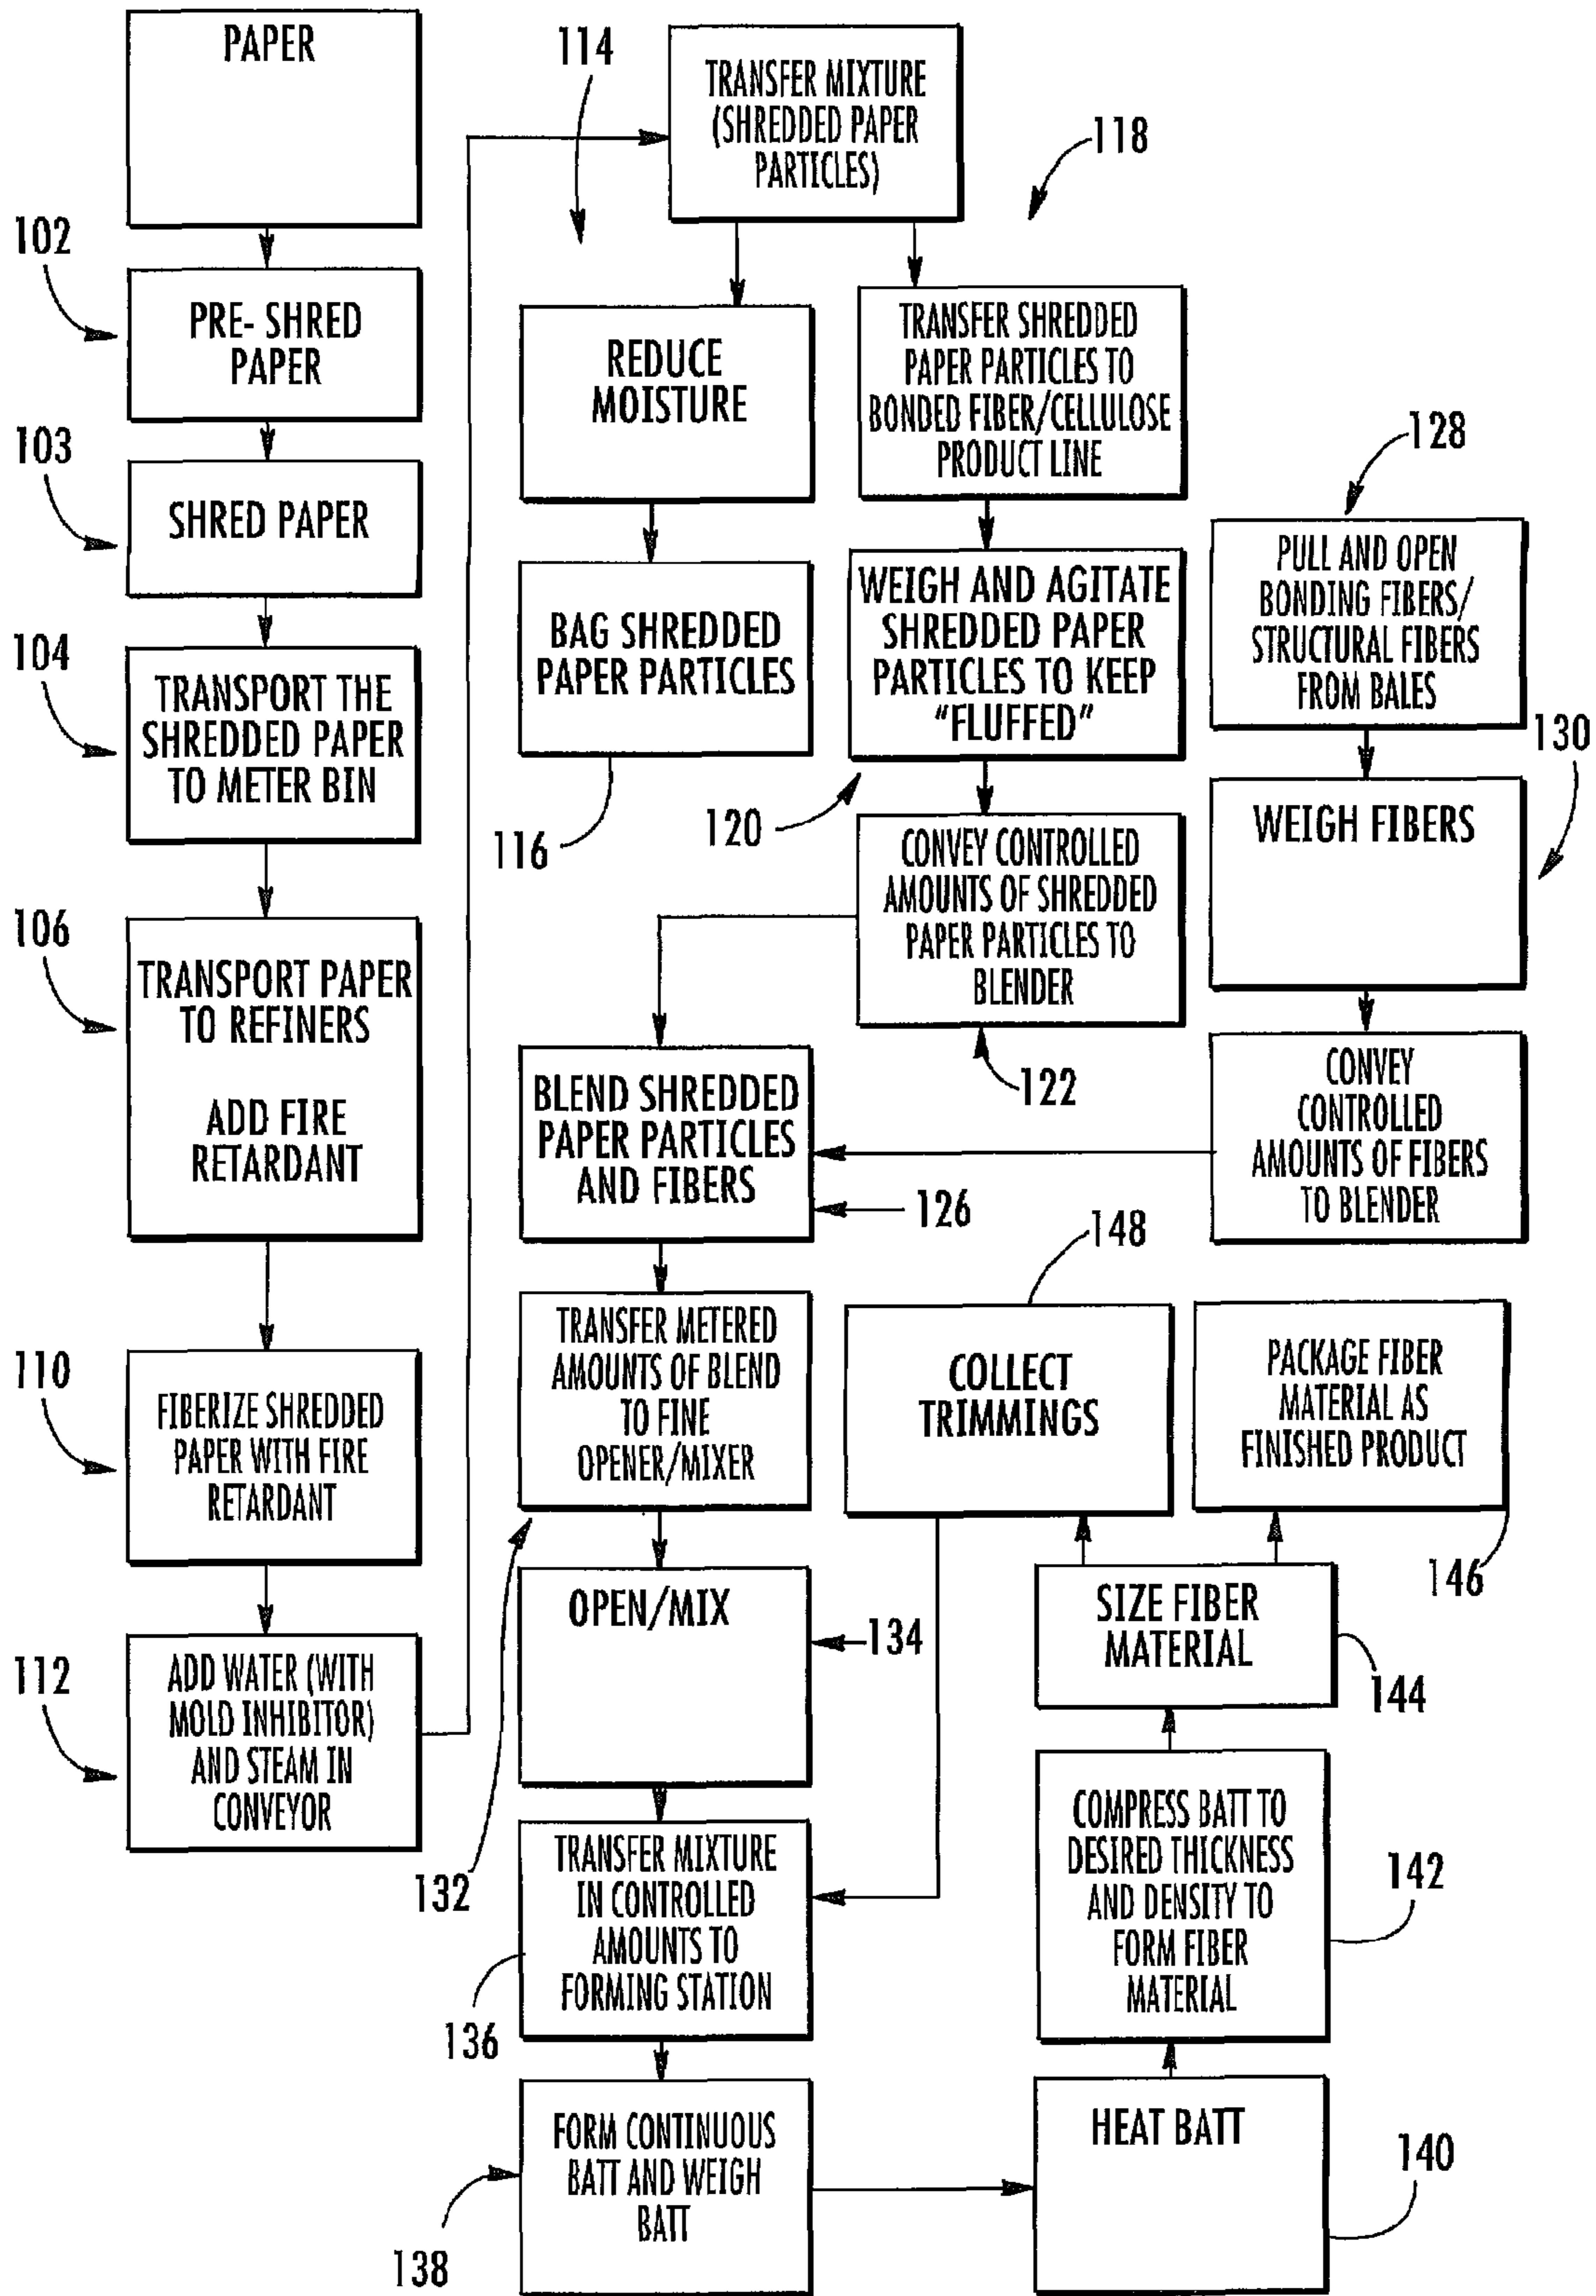 PAPER
102
PRE- SHRED
PAPER
103
SHRED PAPER
104
TRANSPORT THE
SHREDDED PAPER
TO METER BIN
106
TRANSPORT PAPER
TO REFINERS
ADD FIRE
RETARDANT
110
FIBERIZE SHREDDED
PAPER WITH FIRE
RETARDANT
112
ADD WATER (WITH
MOLD INHIBITOR)
AND STEAM IN
CONVEYOR
114
TRANSFER MIXTURE
(SHREDDED PAPER
PARTICLES)
118
REDUCE
MOISTURE
BAG SHREDDED
PAPER PARTICLES
116
TRANSFER SHREDDED
PAPER PARTICLES TO
BONDED FIBER/CELLULOSE
PRODUCT LINE
WEIGH AND AGITATE
SHREDDED PAPER
PARTICLES TO KEEP
“FLUFFED”
120
CONVEY CONTROLLED
AMOUNTS OF SHREDDED
PAPER PARTICLES TO
BLENDER
122
128
PULL AND OPEN
BONDING FIBERS/
STRUCTURAL FIBERS
FROM BALES
130
WEIGH FIBERS
CONVEY
CONTROLLED
AMOUNTS OF FIBERS
TO BLENDER
BLEND SHREDDED
PAPER PARTICLES
AND FIBERS
126
TRANSFER METERED
AMOUNTS OF BLEND
TO FINE
OPENER/MIXER
132
OPEN/MIX
134
TRANSFER MIXTURE
IN CONTROLLED
AMOUNTS TO
FORMING STATION
136
FORM CONTINUOUS
BATT AND WEIGH
BATT
138
HEAT BATT
140
COMPRESS BATT TO
DESIRED THICKNESS
AND DENSITY TO
FORM FIBER
MATERIAL
142
SIZE FIBER
MATERIAL
144
148
COLLECT
TRIMMINGS
PACKAGE FIBER
MATERIAL AS
FINISHED PRODUCT
146